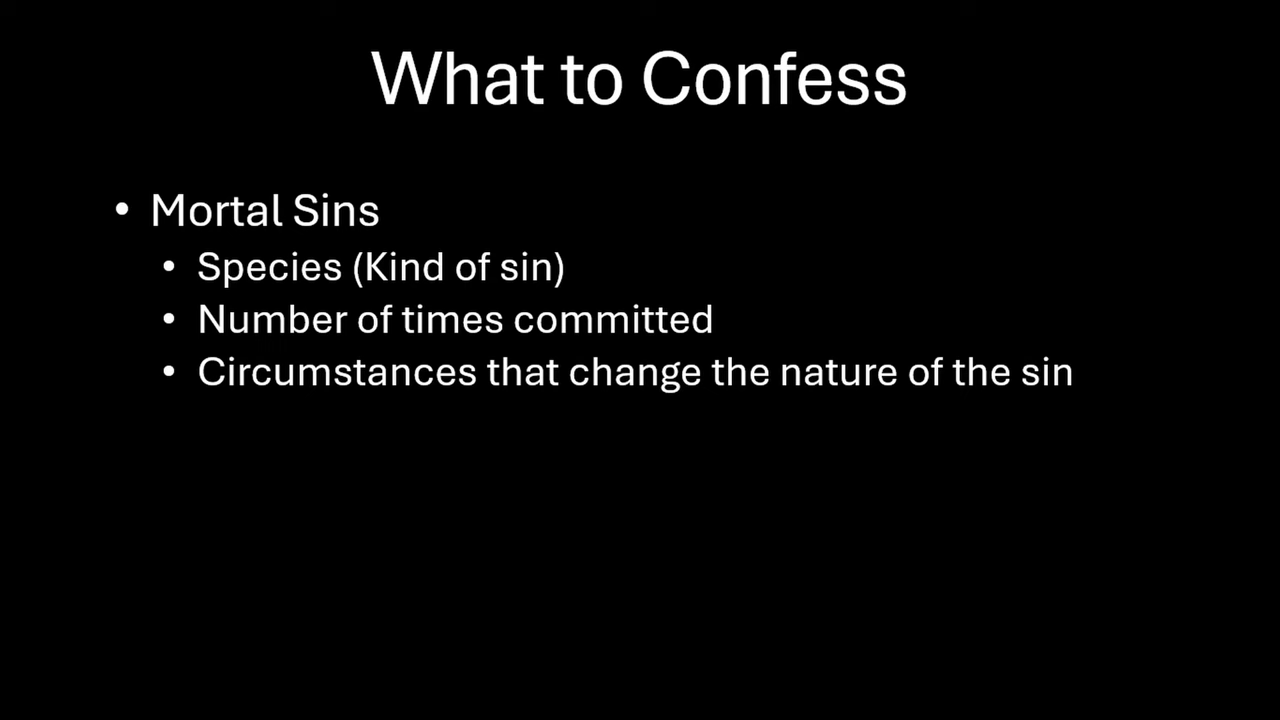 What to Confess
• Mortal Sins
• Species (Kind of sin)
• Number of times committed
• Circumstances that change the nature of the sin